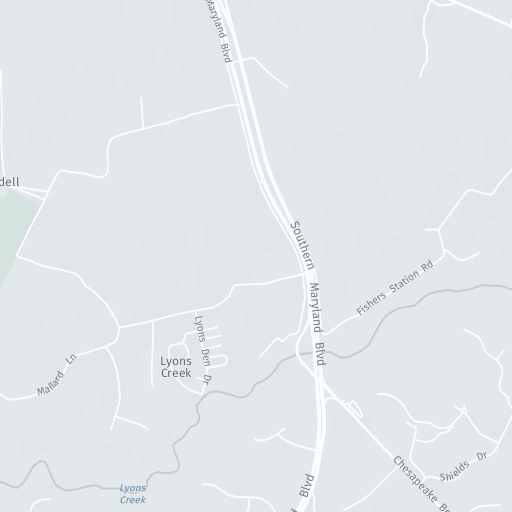 Maryland Blvd
dell
Southern Maryland Blvd
Fishers Station Rd
Lyons Den Dr
Lyons
Creek
Mallard Ln
Shields Dr
Chesapeake Be
Lyons
Creek
d Blvd